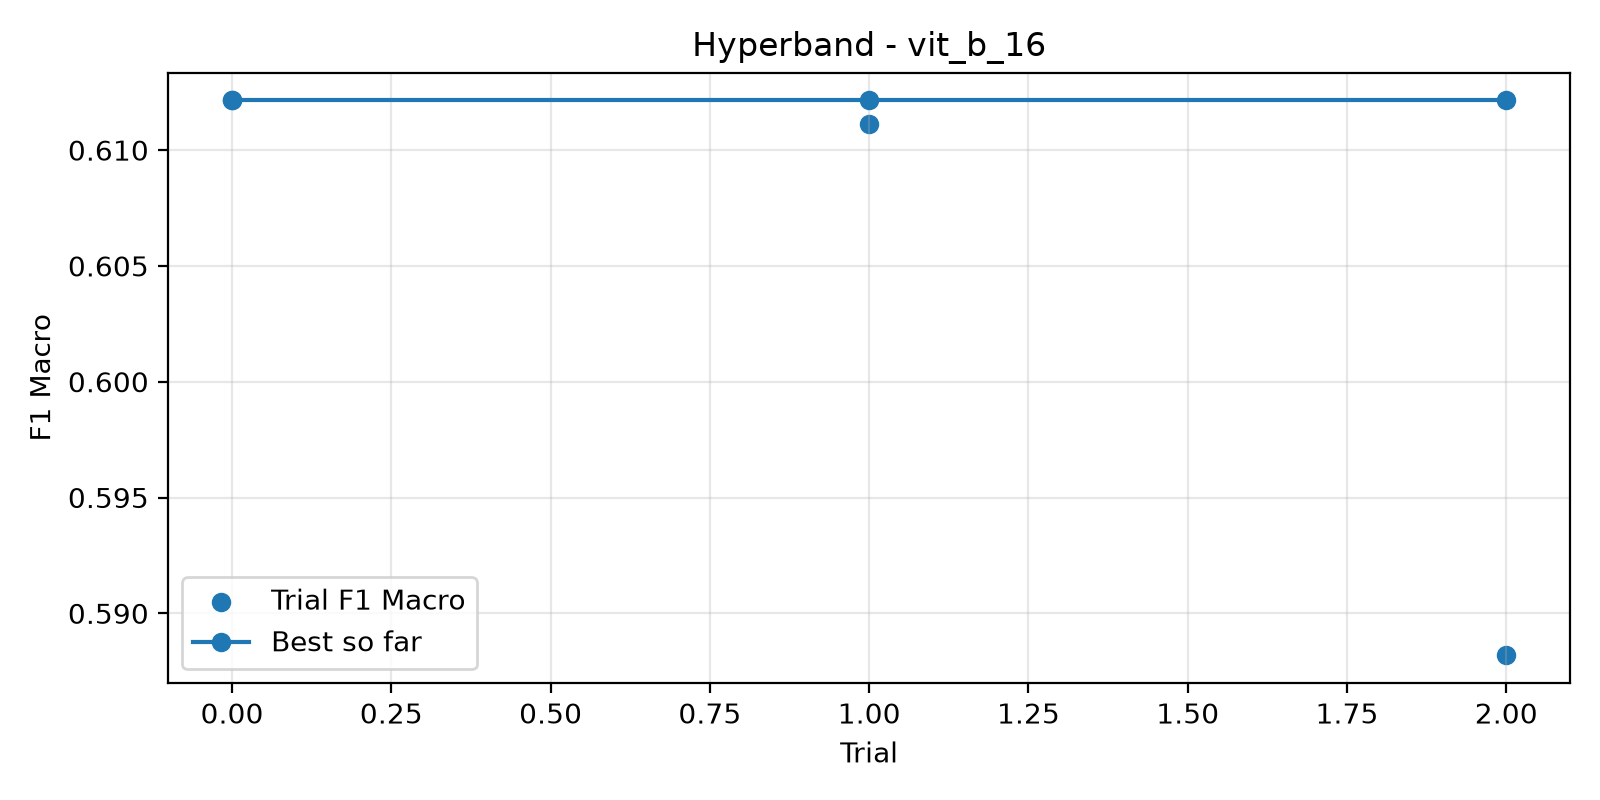 Hyperband - vit_b_16
F1 Macro
0.610
0.605
0.600
0.595
0.590
Trial F1 Macro
Best so far
0.00 0.25 0.50 0.75 1.00 1.25 1.50 1.75 2.00
Trial